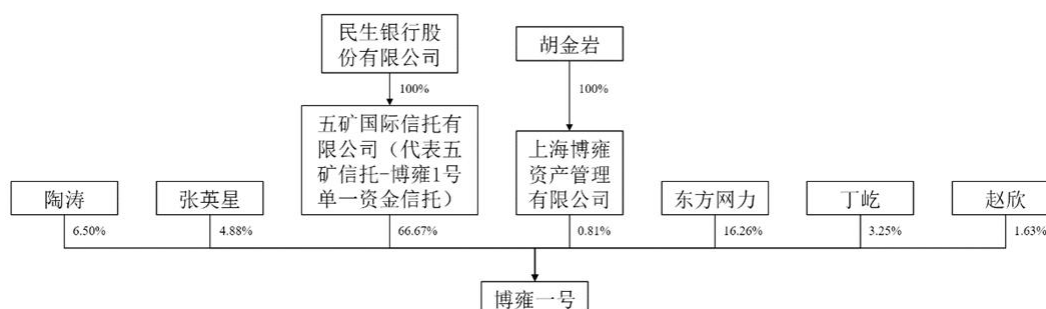 民生银行股
份有限公司
胡金岩
100%
100%
五矿国际信托有
限公司（代表五
矿信托-博雍1号
单一资金信托）
上海博雍
资产管理
有限公司
陶涛
张英星
东方网力
丁屹
赵欣
6.50%
4.88%
66.67%
0.81%
16.26%
3.25%
1.63%
博雍一号